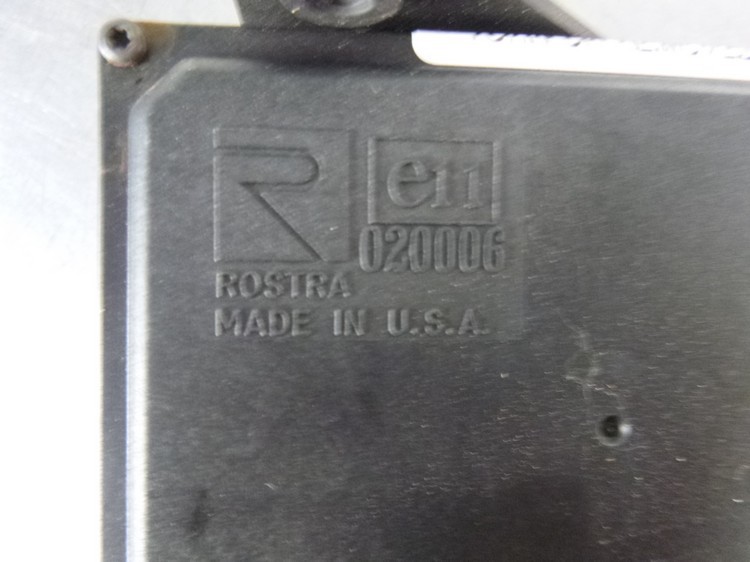 R
e11
020006
ROSTRA
MADE IN U.S.A.